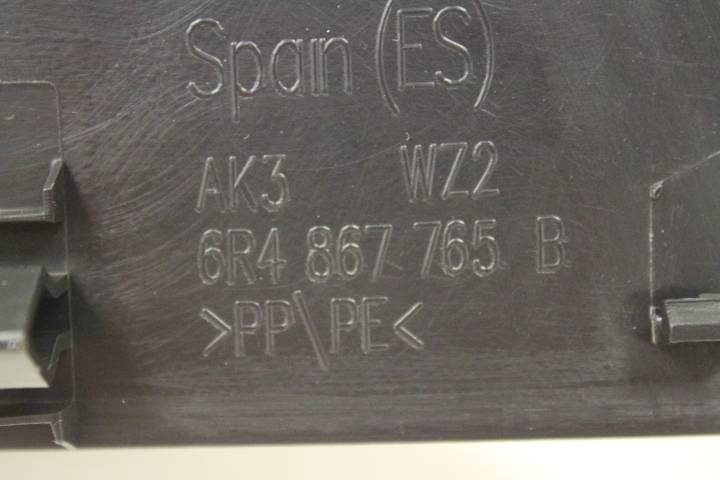 Spain (ES)
AK3 WZ2
6R4 867 765 B
>PP\PE<